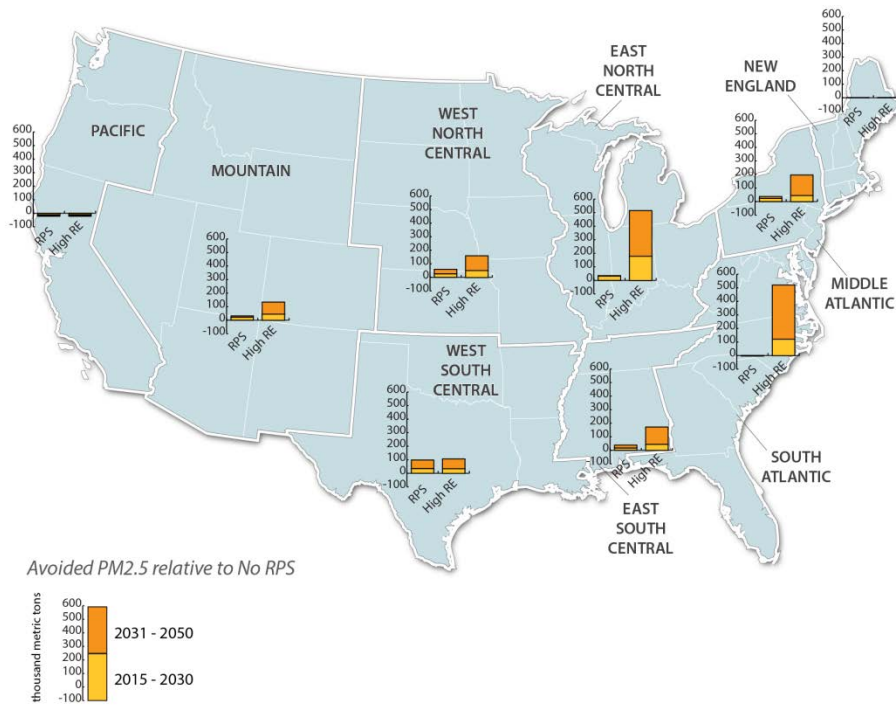 600
500
400
300
200
100
0
-100
RPS
High RE
EAST
NORTH
CENTRAL
NEW
ENGLAND
PACIFIC
600
500
400
300
200
100
0
-100
RPS
High RE
MOUNTAIN
600
500
400
300
200
100
0
-100
RPS
High RE
WEST
NORTH
CENTRAL
600
500
400
300
200
100
0
-100
RPS
High RE
600
500
400
300
200
100
0
-100
RPS
High RE
600
500
400
300
200
100
0
-100
RPS
High RE
MIDDLE
ATLANTIC
600
500
400
300
200
100
0
-100
RPS
High RE
WEST
SOUTH
CENTRAL
600
500
400
300
200
100
0
-100
RPS
High RE
600
500
400
300
200
100
0
-100
RPS
High RE
SOUTH
ATLANTIC
EAST
SOUTH
CENTRAL
Avoided PM2.5 relative to No RPS
thousand metric tons
600
500
400
300
200
100
0
-100
2031 - 2050
2015 - 2030